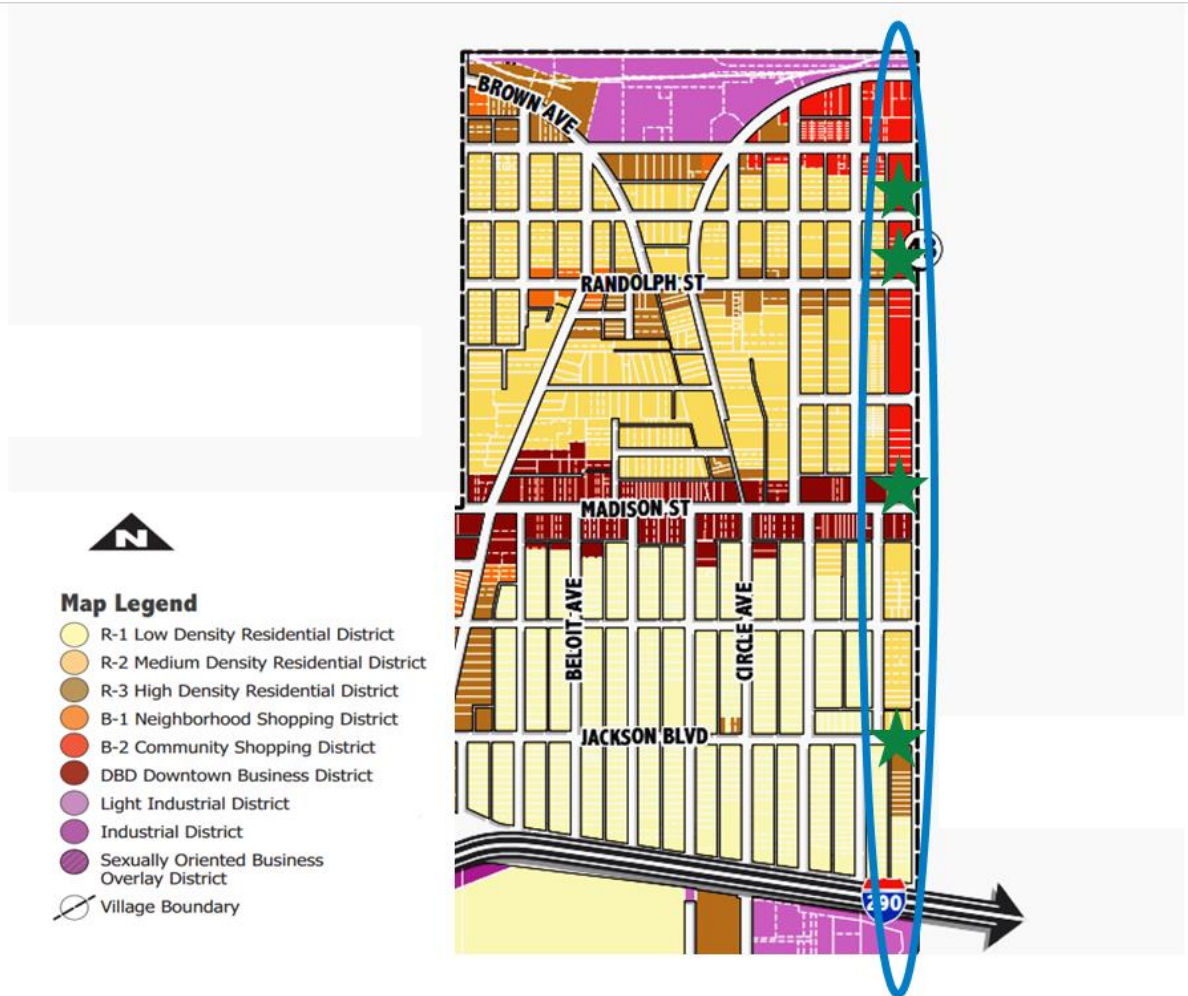 BROWN AVE
RANDOLPH ST
MADISON ST
BELOIT AVE
CIRCLE AVE
JACKSON BLVD
290
N
Map Legend
R-1 Low Density Residential District
R-2 Medium Density Residential District
R-3 High Density Residential District
B-1 Neighborhood Shopping District
B-2 Community Shopping District
DBD Downtown Business District
Light Industrial District
Industrial District
Sexually Oriented Business
Overlay District
Village Boundary